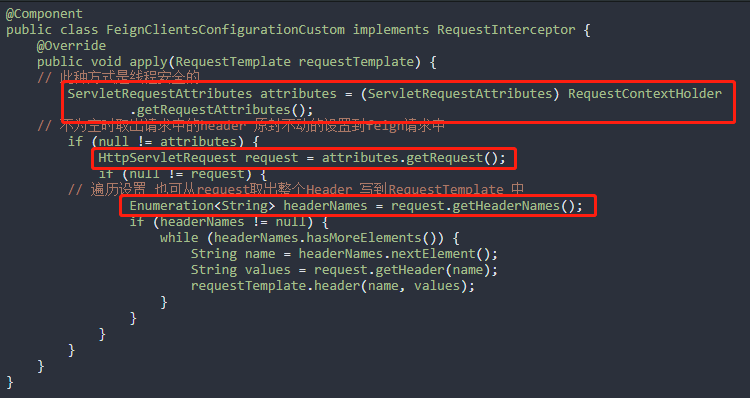 @Component
public class FeignClientsConfigurationCustom implements RequestInterceptor {
@Override
public void apply(RequestTemplate requestTemplate) {
// 此种方式是线程安全的
ServletRequestAttributes attributes = (ServletRequestAttributes) RequestContextHolder
.getRequestAttributes();
// 不为空时取出请求中的header 原封不动的设置到feign请求中
if (null != attributes) {
HttpServletRequest request = attributes.getRequest();
if (null != request) {
// 遍历设置 也可从request取出整个Header 写到RequestTemplate 中
Enumeration<String> headerNames = request.getHeaderNames();
if (headerNames != null) {
while (headerNames.hasMoreElements()) {
String name = headerNames.nextElement();
String values = request.getHeader(name);
requestTemplate.header(name, values);
}
}
}
}
}
}